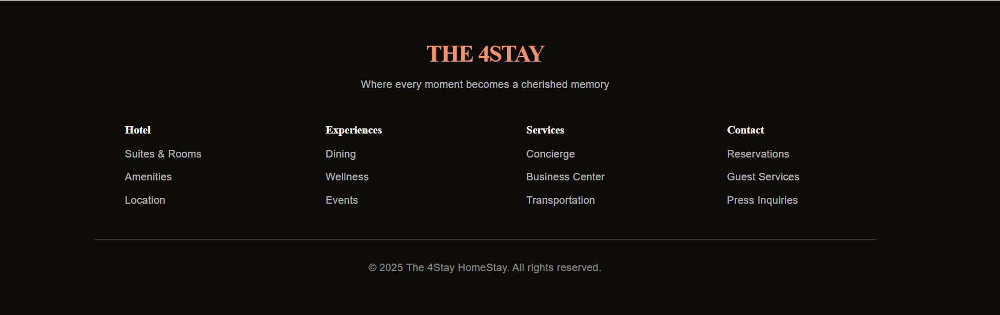 THE 4STAY
Where every moment becomes a cherished memory
Hotel
Suites & Rooms
Amenities
Location
Experiences
Dining
Wellness
Events
Services
Concierge
Business Center
Transportation
Contact
Reservations
Guest Services
Press Inquiries
© 2025 The 4Stay HomeStay. All rights reserved.